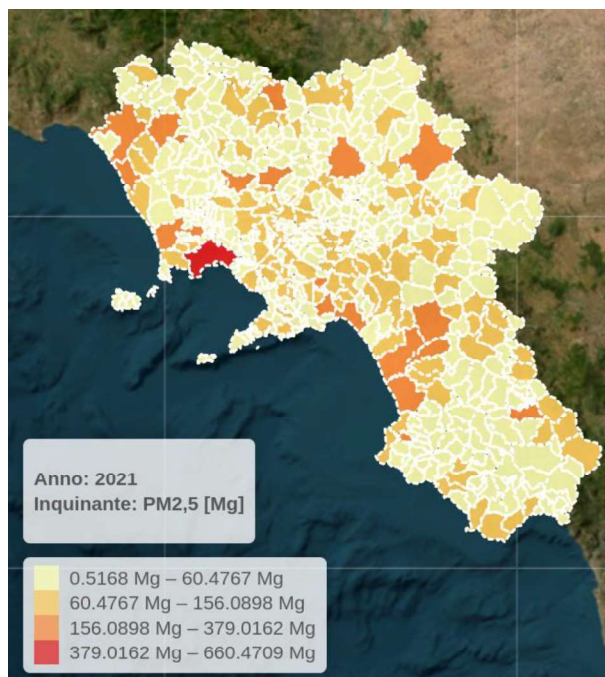 Anno: 2021
Inquinante: PM2,5 [Mg]
0.5168 Mg – 60.4767 Mg
60.4767 Mg – 156.0898 Mg
156.0898 Mg – 379.0162 Mg
379.0162 Mg – 660.4709 Mg